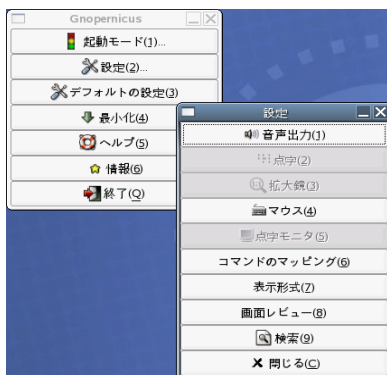 Gnopernicus
起動モード(1)...
設定(2)...
デフォルトの設定(3)
最小化(4)
ヘルプ(5)
情報(6)
終了(Q)
設定
音声出力(1)
点字(2)
拡大鏡(3)
マウス(4)
点字モニタ(5)
コマンドのマッピング(6)
表示形式(7)
画面レビュー(8)
検索(9)
閉じる(C)